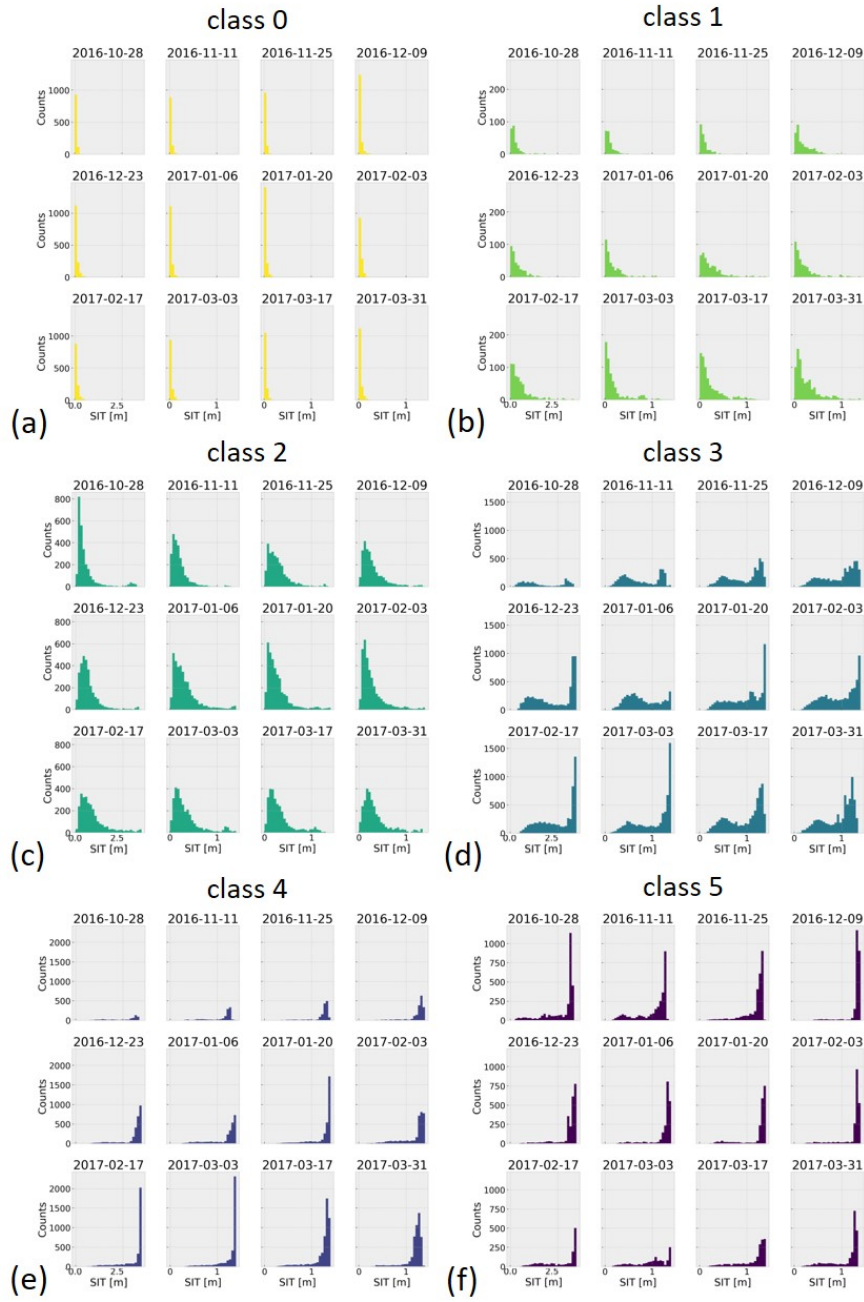 class 0 class 1
2016-10-28 2016-11-11 2016-11-25 2016-12-09 2016-10-28 2016-11-11 2016-11-25 2016-12-09
Counts 1000 500 0 Counts 200 100 0
2016-12-23 2017-01-06 2017-01-20 2017-02-03 2016-12-23 2017-01-06 2017-01-20 2017-02-03
Counts 1000 500 0 Counts 200 100 0
2017-02-17 2017-03-03 2017-03-17 2017-03-31 2017-02-17 2017-03-03 2017-03-17 2017-03-31
Counts 1000 500 0 Counts 200 100 0
0.0 2.5 0 1 0 1 0 1 0.0 2.5 0 1 0 1 0 1
(a) SIT [m] SIT [m] SIT [m] SIT [m] (b) SIT [m] SIT [m] SIT [m] SIT [m]
class 2 class 3
2016-10-28 2016-11-11 2016-11-25 2016-12-09 2016-10-28 2016-11-11 2016-11-25 2016-12-09
Counts 800 600 400 200 0 Counts 1500 1000 500 0
2016-12-23 2017-01-06 2017-01-20 2017-02-03 2016-12-23 2017-01-06 2017-01-20 2017-02-03
Counts 800 600 400 200 0 Counts 1500 1000 500 0
2017-02-17 2017-03-03 2017-03-17 2017-03-31 2017-02-17 2017-03-03 2017-03-17 2017-03-31
Counts 800 600 400 200 0 Counts 1500 1000 500 0
0.0 2.5 0 1 0 1 0 1 0.0 2.5 0 1 0 1 0 1
(c) SIT [m] SIT [m] SIT [m] SIT [m] (d) SIT [m] SIT [m] SIT [m] SIT [m]
class 4 class 5
2016-10-28 2016-11-11 2016-11-25 2016-12-09 2016-10-28 2016-11-11 2016-11-25 2016-12-09
Counts 2000 1500 1000 500 0 Counts 1000 750 500 250 0
2016-12-23 2017-01-06 2017-01-20 2017-02-03 2016-12-23 2017-01-06 2017-01-20 2017-02-03
Counts 2000 1500 1000 500 0 Counts 1000 750 500 250 0
2017-02-17 2017-03-03 2017-03-17 2017-03-31 2017-02-17 2017-03-03 2017-03-17 2017-03-31
Counts 2000 1500 1000 500 0 Counts 1000 750 500 250 0
0.0 2.5 0 1 0 1 0 1 0.0 2.5 0 1 0 1 0 1
(e) SIT [m] SIT [m] SIT [m] SIT [m] (f) SIT [m] SIT [m] SIT [m] SIT [m]